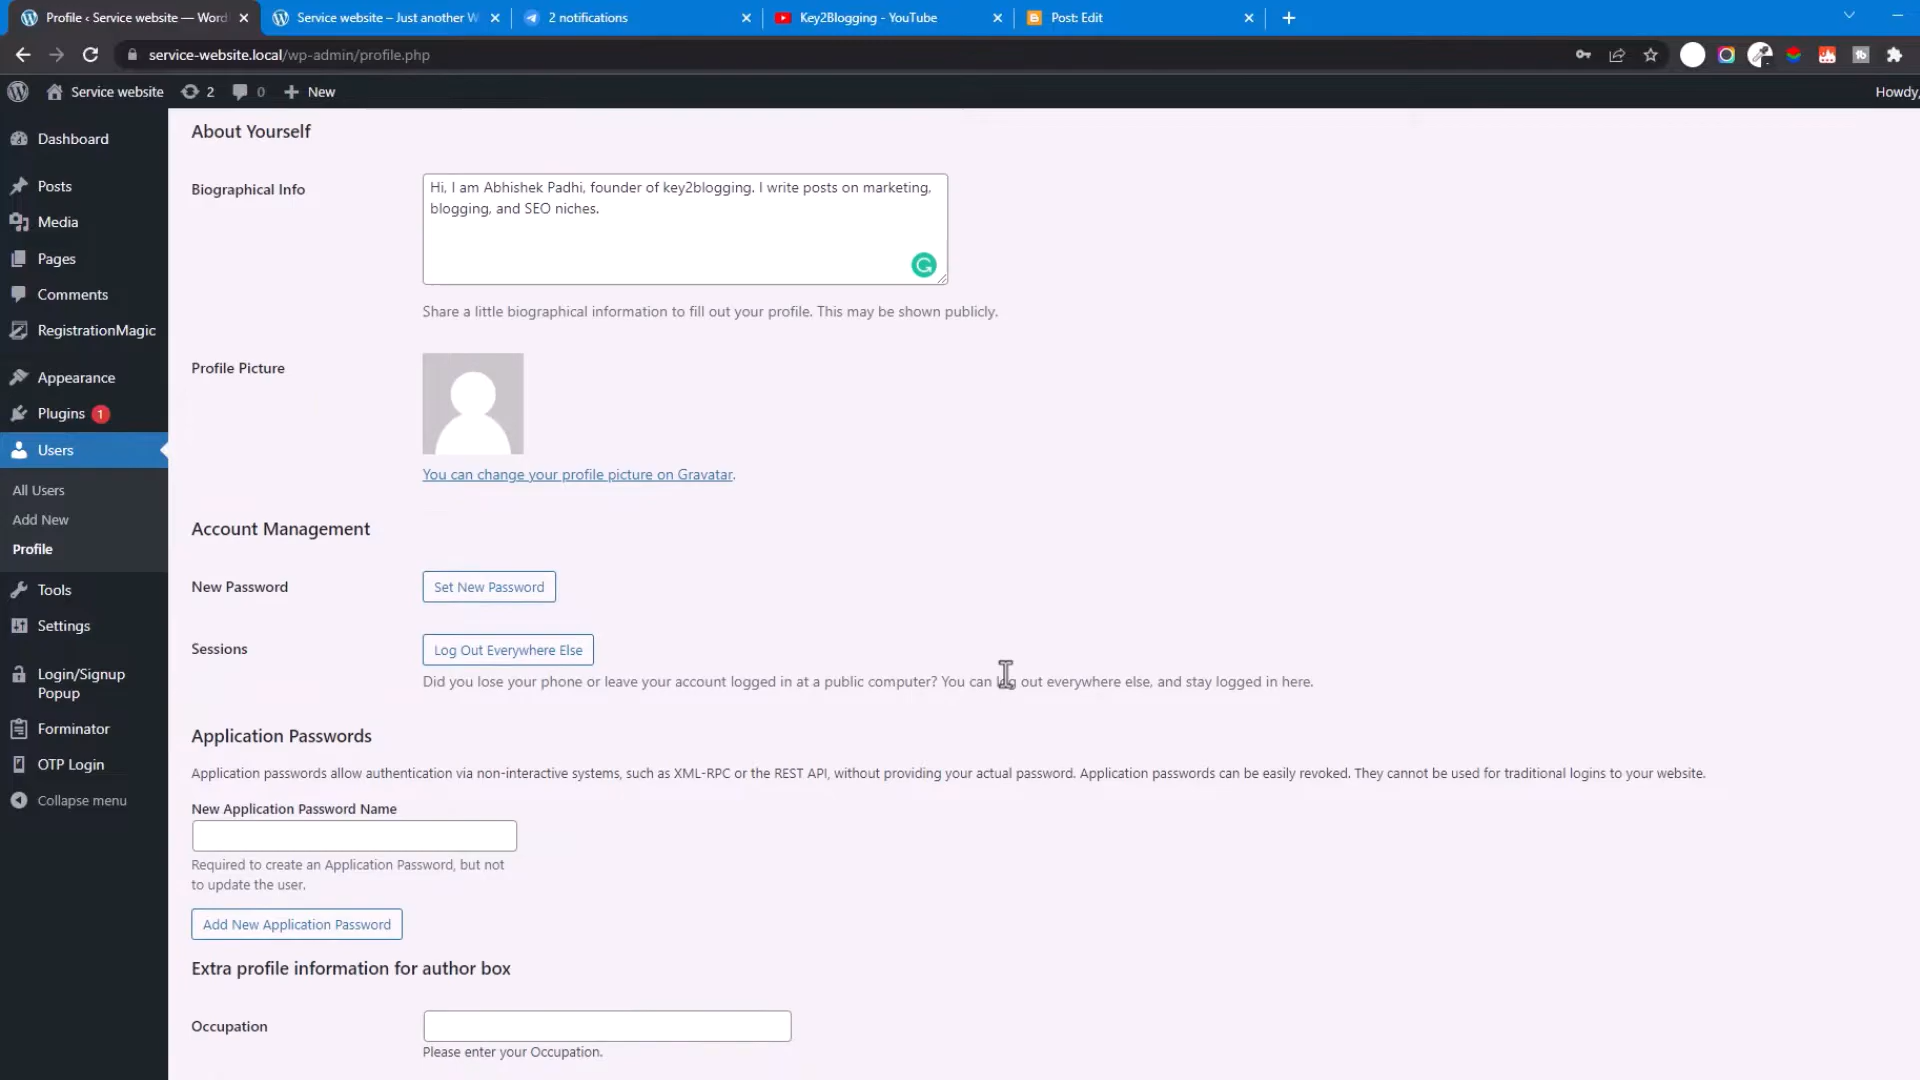 Profile ‹ Service website — Word
Service website – Just another W
2 notifications
Key2Blogging - YouTube
Post: Edit
service-website.local/wp-admin/profile.php
Service website
2
0
New
Howdy,
Dashboard
Posts
Media
Pages
Comments
RegistrationMagic
Appearance
Plugins 1
Users
All Users
Add New
Profile
Tools
Settings
Login/Signup
Popup
Forminator
OTP Login
Collapse menu
About Yourself
Biographical Info
Hi, I am Abhishek Padhi, founder of key2blogging. I write posts on marketing,
blogging, and SEO niches.
Share a little biographical information to fill out your profile. This may be shown publicly.
Profile Picture
You can change your profile picture on Gravatar.
Account Management
New Password
Set New Password
Sessions
Log Out Everywhere Else
Did you lose your phone or leave your account logged in at a public computer? You can log out everywhere else, and stay logged in here.
Application Passwords
Application passwords allow authentication via non-interactive systems, such as XML-RPC or the REST API, without providing your actual password. Application passwords can be easily revoked. They cannot be used for traditional logins to your website.
New Application Password Name
Required to create an Application Password, but not
to update the user.
Add New Application Password
Extra profile information for author box
Occupation
Please enter your Occupation.